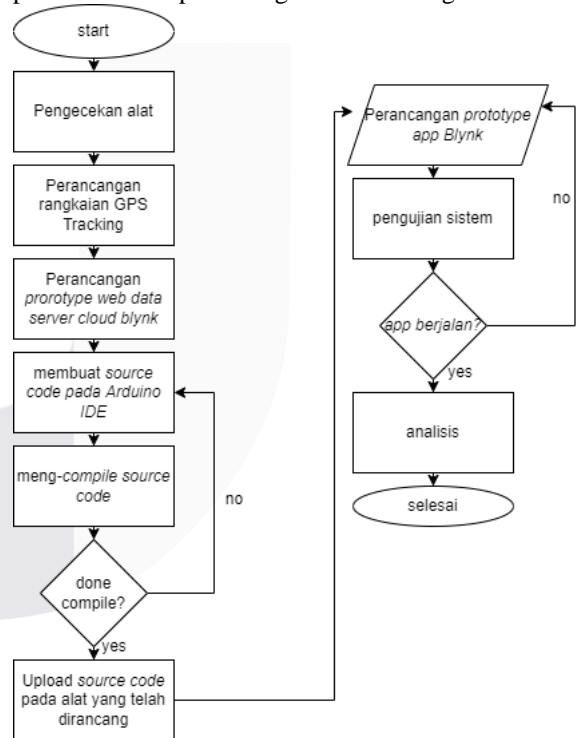 start
Pengecekan alat
Perancangan
rangkaian GPS
Tracking
Perancangan
prorotype web data
server cloud blynk
membuat source
code pada Arduino
IDE
meng-compile source
code
no
done
compile?
yes
Upload source code
pada alat yang telah
dirancang
Perancangan prototype
app Blynk
no
pengujian sistem
app berjalan?
yes
analisis
selesai